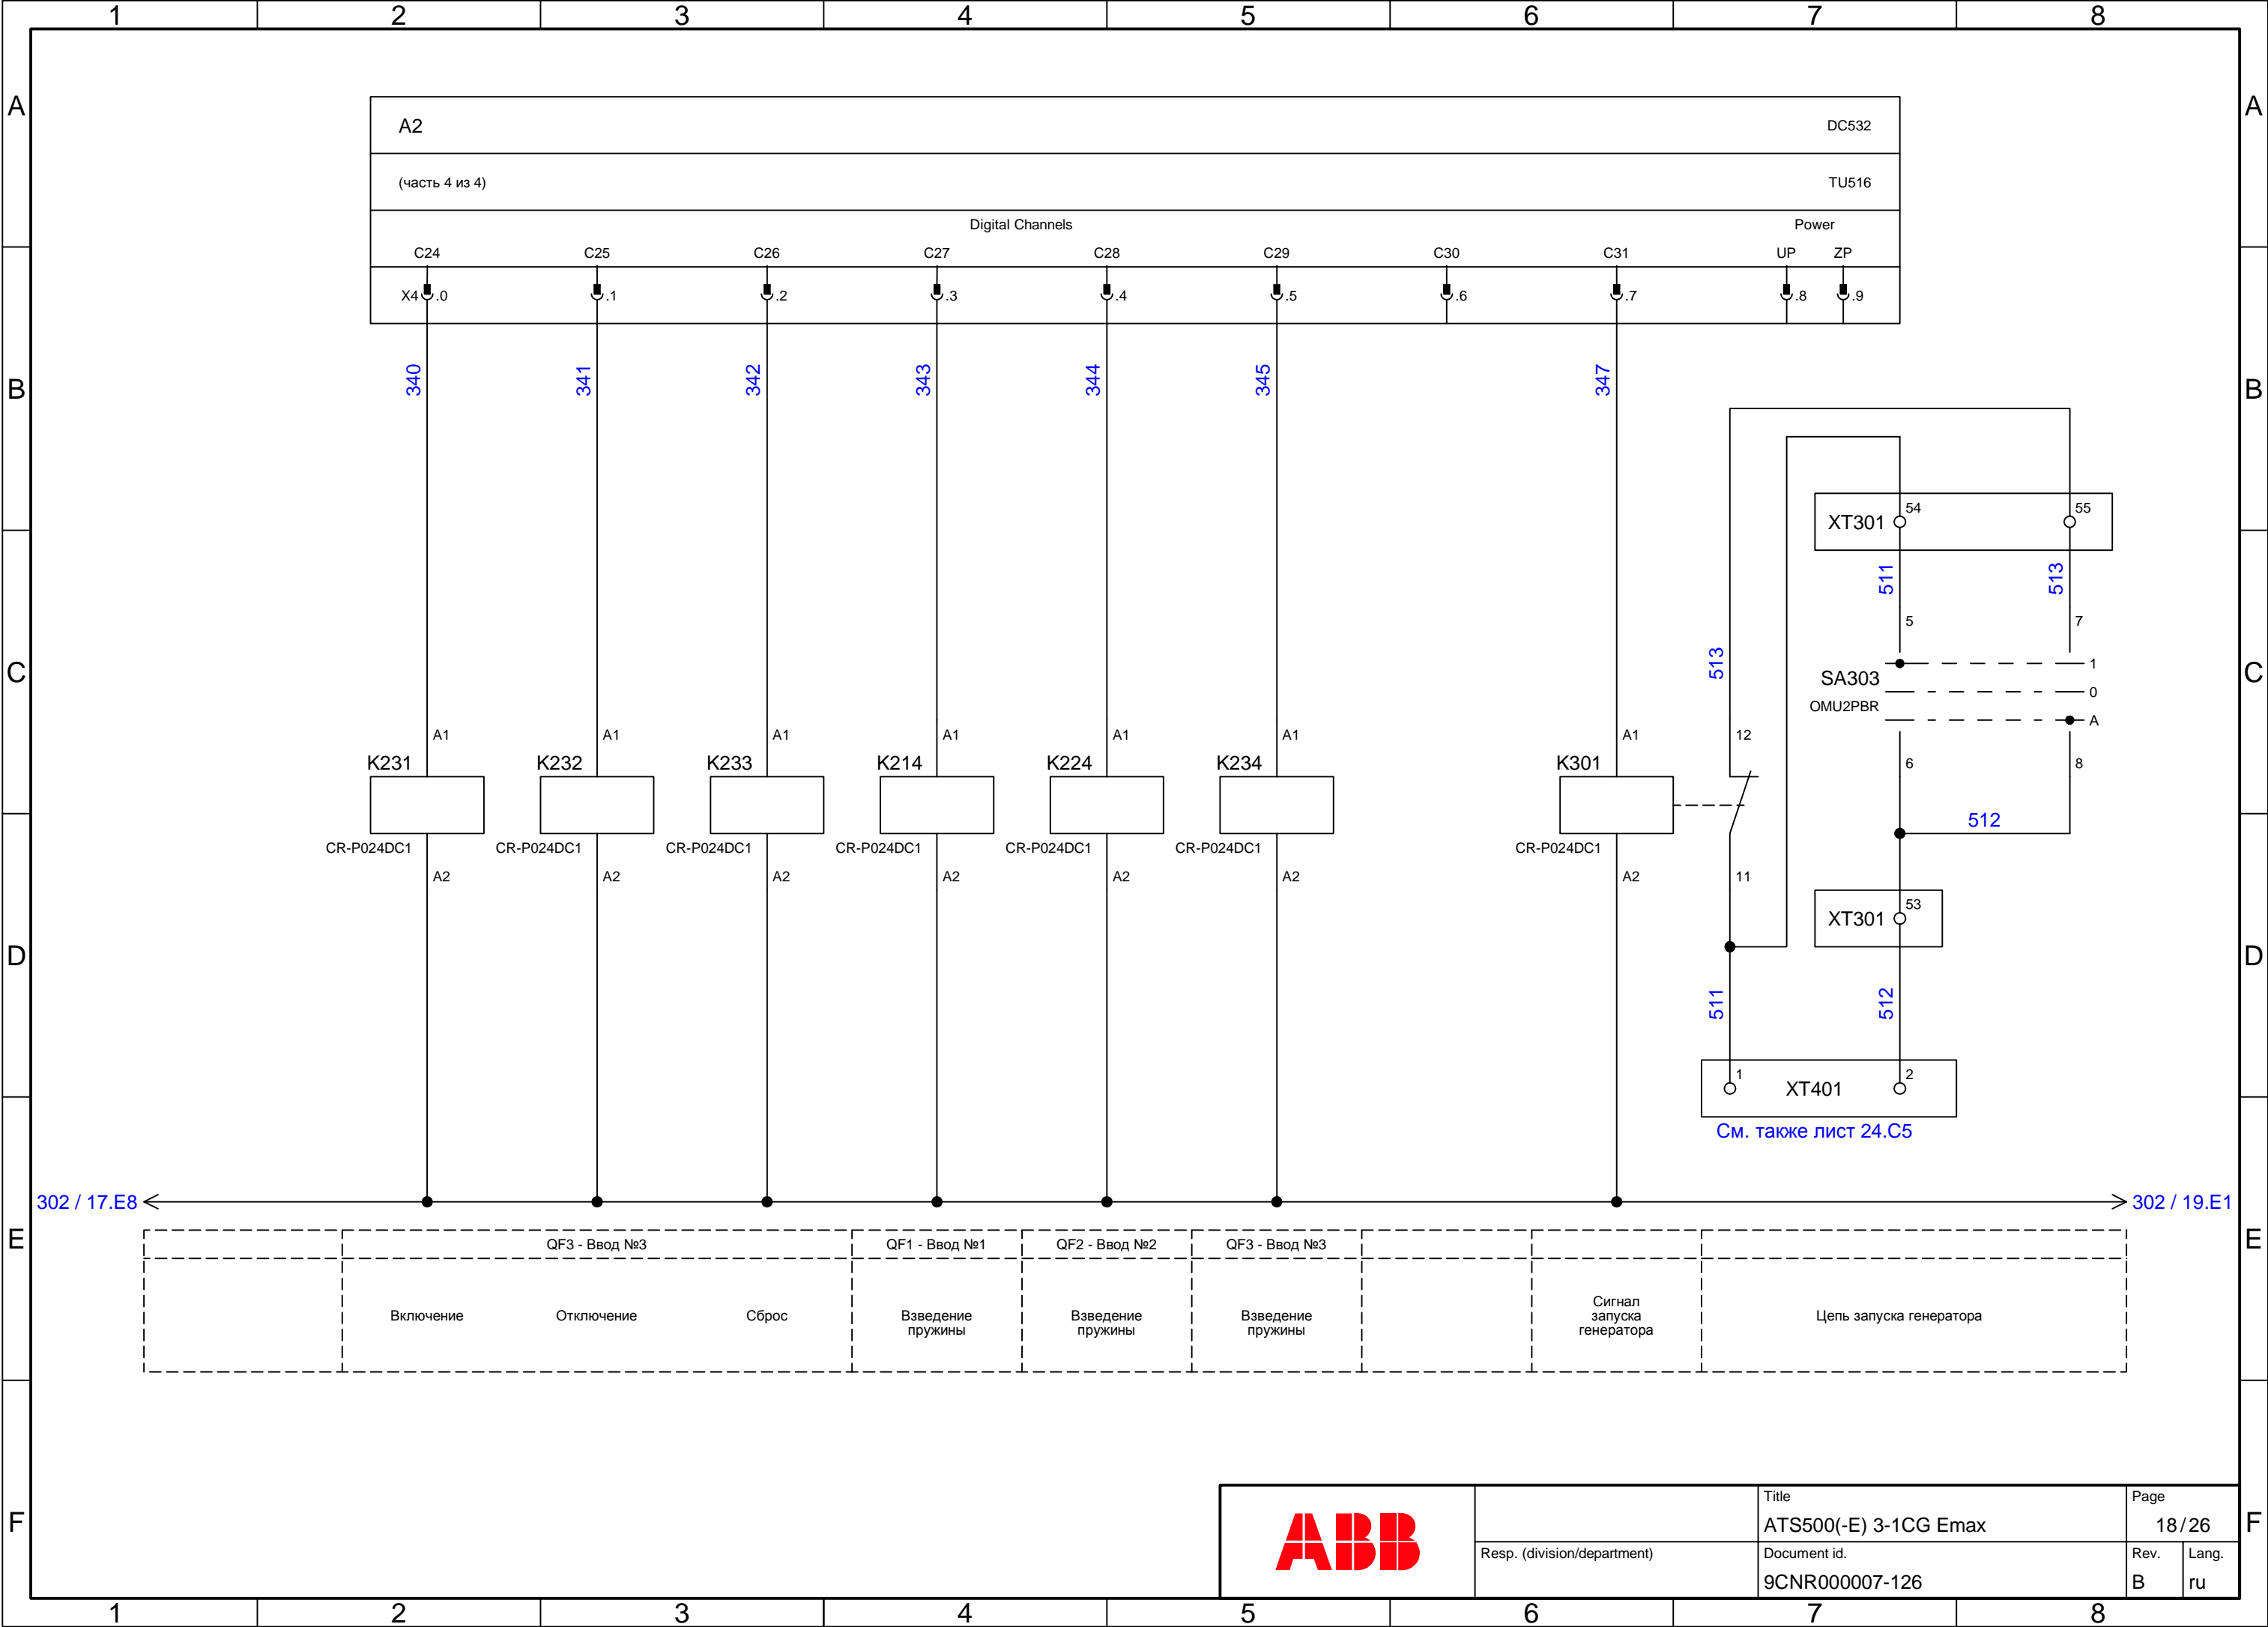 1 2 3 4 5 6 7 8
A A
A2 DC532
(часть 4 из 4) TU516
Digital Channels Power
C24 C25 C26 C27 C28 C29 C30 C31 UP ZP
X4 .0 .1 .2 .3 .4 .5 .6 .7 .8 .9
340 341 342 343 344 345 347
B B
XT301 54 55
511 513
5 7
513
C C
1
SA303
0
OMU2PBR
A
A1 A1 A1 A1 A1 A1 A1 12
K231 K232 K233 K214 K224 K234 K301 6 8
512
CR-P024DC1 CR-P024DC1 CR-P024DC1 CR-P024DC1 CR-P024DC1 CR-P024DC1 CR-P024DC1
A2 A2 A2 A2 A2 A2 A2 11
XT301 53
D D
511 512
1 XT401 2
См. также лист 24.C5
302 / 17.E8 302 / 19.E1
E E
QF3 - Ввод №3 QF1 - Ввод №1 QF2 - Ввод №2 QF3 - Ввод №3
Включение Отключение Сброс
Взведение
пружины
Взведение
пружины
Взведение
пружины
Сигнал
запуска
генератора
Цепь запуска генератора
F F
ABB
Title
ATS500(-E) 3-1CG Emax
Page
18/26
Resp. (division/department)
Document id.
9CNR000007-126
Rev.
B
Lang.
ru
1 2 3 4 5 6 7 8